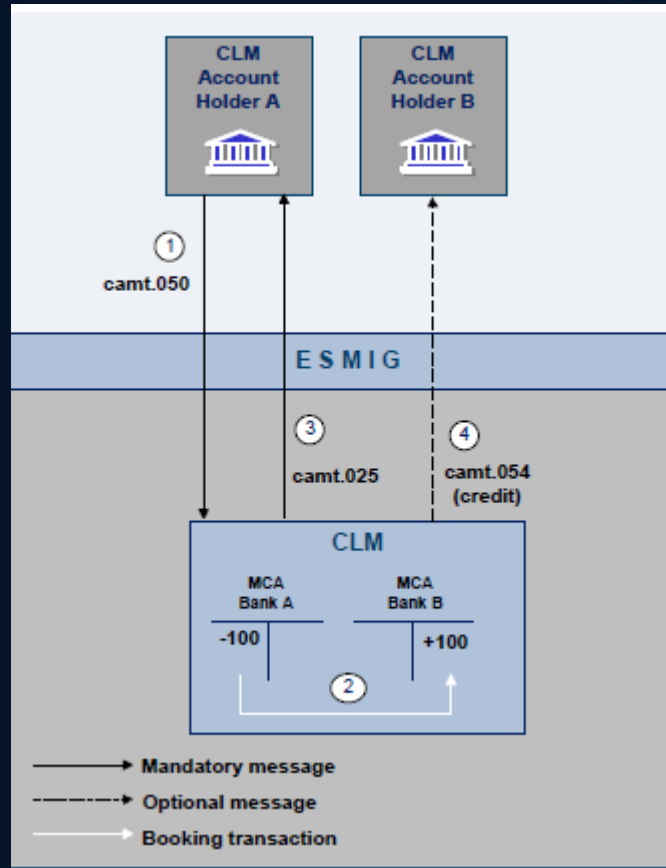 CLM
Account
Holder A
CLM
Account
Holder B
1
camt.050
ESMIG
3
camt.025
4
camt.054
(credit)
CLM
MCA
Bank A
MCA
Bank B
-100
+100
2
Mandatory message
Optional message
Booking transaction